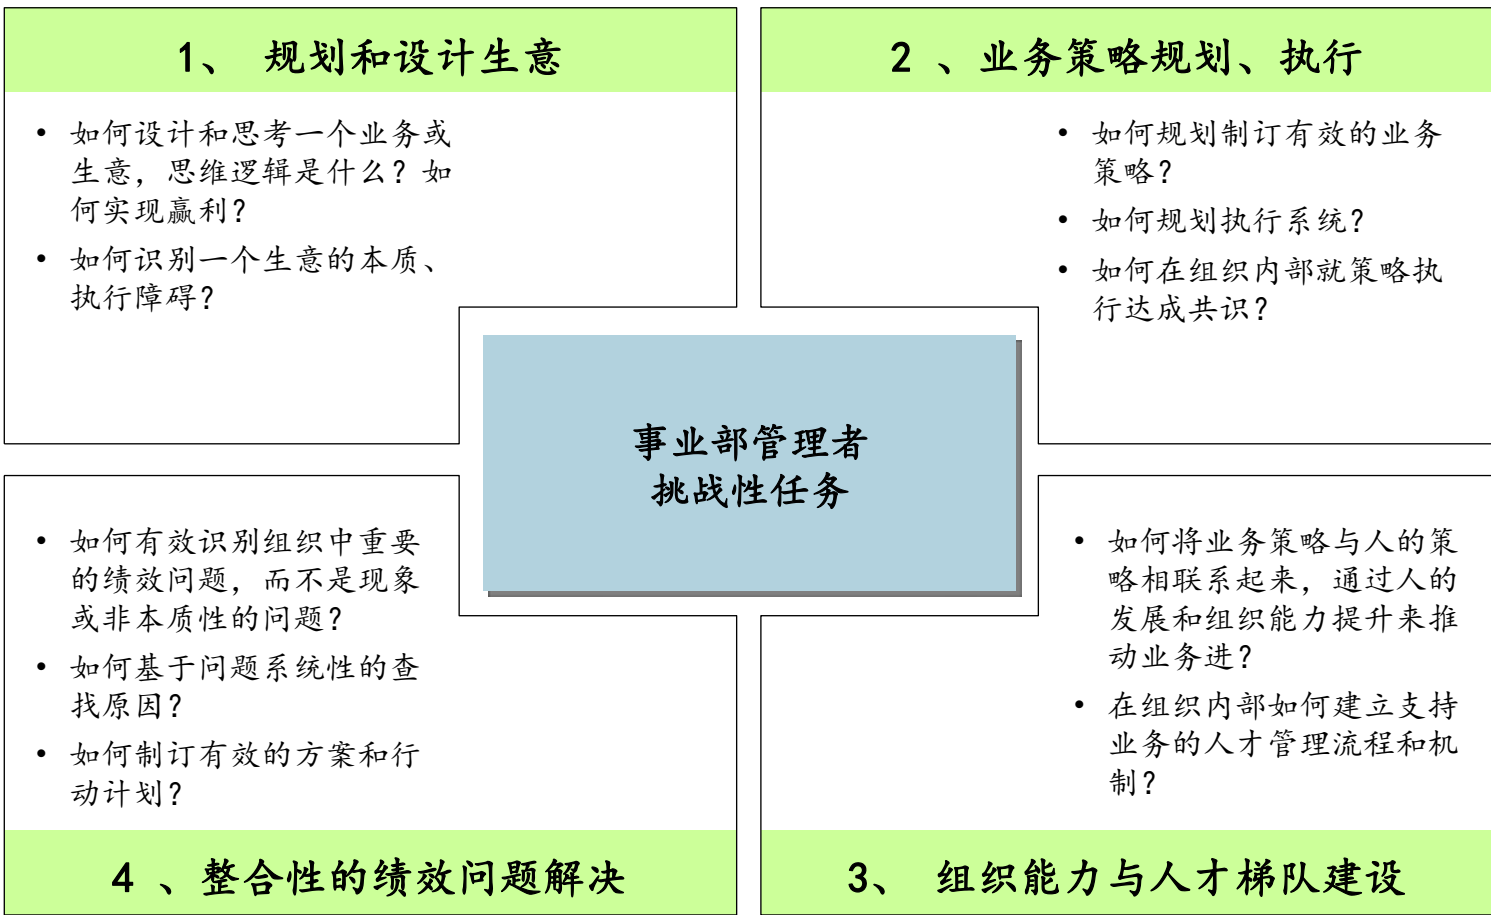 1、 规划和设计生意
• 如何设计和思考一个业务或
生意，思维逻辑是什么？如
何实现赢利？
• 如何识别一个生意的本质、
执行障碍？
2 、业务策略规划、执行
• 如何规划制订有效的业务
策略？
• 如何规划执行系统？
• 如何在组织内部就策略执
行达成共识？
事业部管理者
挑战性任务
• 如何有效识别组织中重要
的绩效问题，而不是现象
或非本质性的问题？
• 如何基于问题系统性的查
找原因？
• 如何制订有效的方案和行
动计划？
4 、整合性的绩效问题解决
• 如何将业务策略与人的策
略相联系起来，通过人的
发展和组织能力提升来推
动业务进？
• 在组织内部如何建立支持
业务的人才管理流程和机
制？
3、 组织能力与人才梯队建设